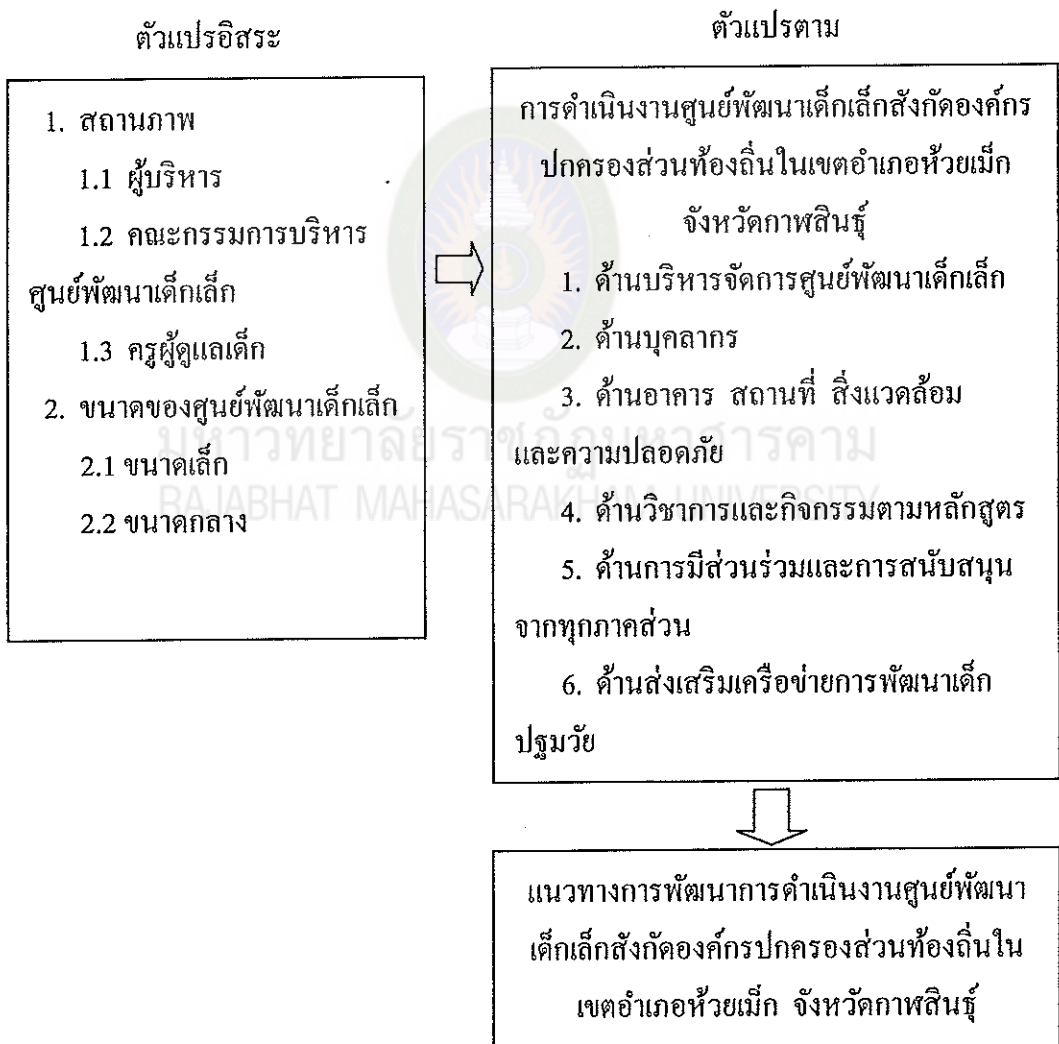 ตัวแปรอิสระ
1. สถานภาพ
1.1 ผู้บริหาร
1.2 คณะกรรมการบริหาร
ศูนย์พัฒนาเด็กเล็ก
1.3 ครูผู้ดูแลเด็ก
2. ขนาดของศูนย์พัฒนาเด็กเล็ก
2.1 ขนาดเล็ก
2.2 ขนาดกลาง
ตัวแปรตาม
การดำเนินงานศูนย์พัฒนาเด็กเล็กสังกัดองค์กร
ปกครองส่วนท้องถิ่นในเขตอำเภอห้วยเม็ก
จังหวัดกาฬสินธุ์
1. ด้านบริหารจัดการศูนย์พัฒนาเด็กเล็ก
2. ด้านบุคลากร
3. ด้านอาคาร สถานที่ สิ่งแวดล้อม
และความปลอดภัย
4. ด้านวิชาการและกิจกรรมตามหลักสูตร
5. ด้านการมีส่วนร่วมและการสนับสนุน
จากทุกภาคส่วน
6. ด้านส่งเสริมเครือข่ายการพัฒนาเด็ก
ปฐมวัย
แนวทางการพัฒนาการดำเนินงานศูนย์พัฒนา
เด็กเล็กสังกัดองค์กรปกครองส่วนท้องถิ่นใน
เขตอำเภอห้วยเม็ก จังหวัดกาฬสินธุ์
มหาวิทยาลัยราชภัฏมหาสารคาม
RAJABHAT MAHASARAKHAM UNIVERSITY